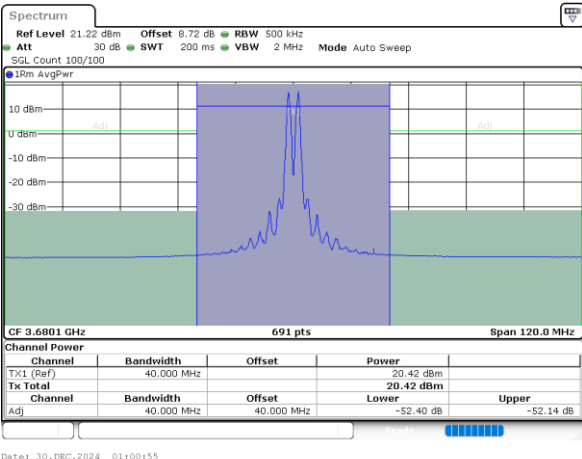 Spectrum
Ref Level 21.22 dBm Offset 8.72 dB RBW 500 kHz
Att 30 dB SWT 200 ms VBW 2 MHz Mode Auto Sweep
SGL Count 100/100
1Rm AvgPwr
10 dBm
Adj Adj
0 dBm
-10 dBm
-20 dBm
-30 dBm
CF 3.6801 GHz 691 pts Span 120.0 MHz
Channel Power
Channel Bandwidth Offset Power
TX1 (Ref) 40.000 MHz 20.42 dBm
Tx Total 20.42 dBm
Channel Bandwidth Offset Lower Upper
Adj 40.000 MHz 40.000 MHz -52.40 dB -52.14 dB
Ready
Date: 30.DEC.2024 01:00:55